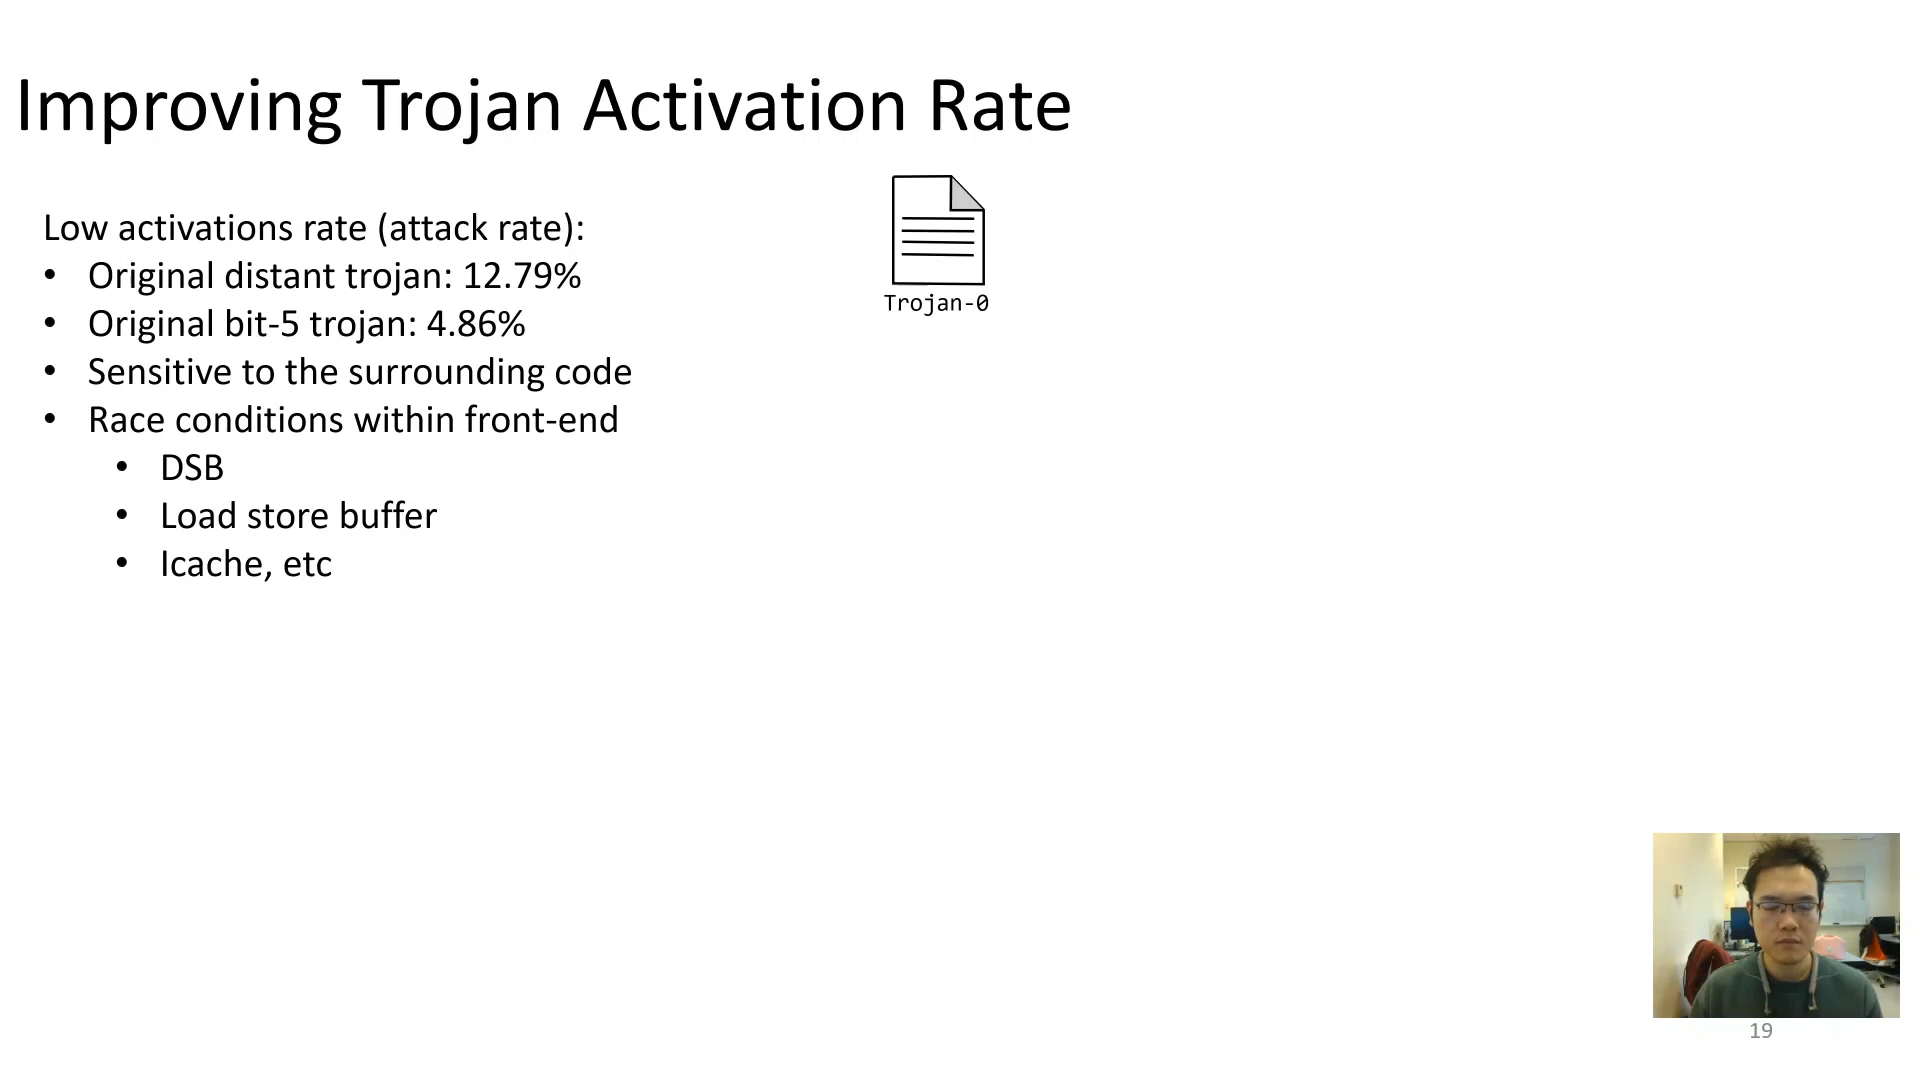 Improving Trojan Activation Rate
Low activations rate (attack rate):
• Original distant trojan: 12.79%
• Original bit-5 trojan: 4.86%
• Sensitive to the surrounding code
• Race conditions within front-end
• DSB
• Load store buffer
• Icache, etc
Trojan-0
19